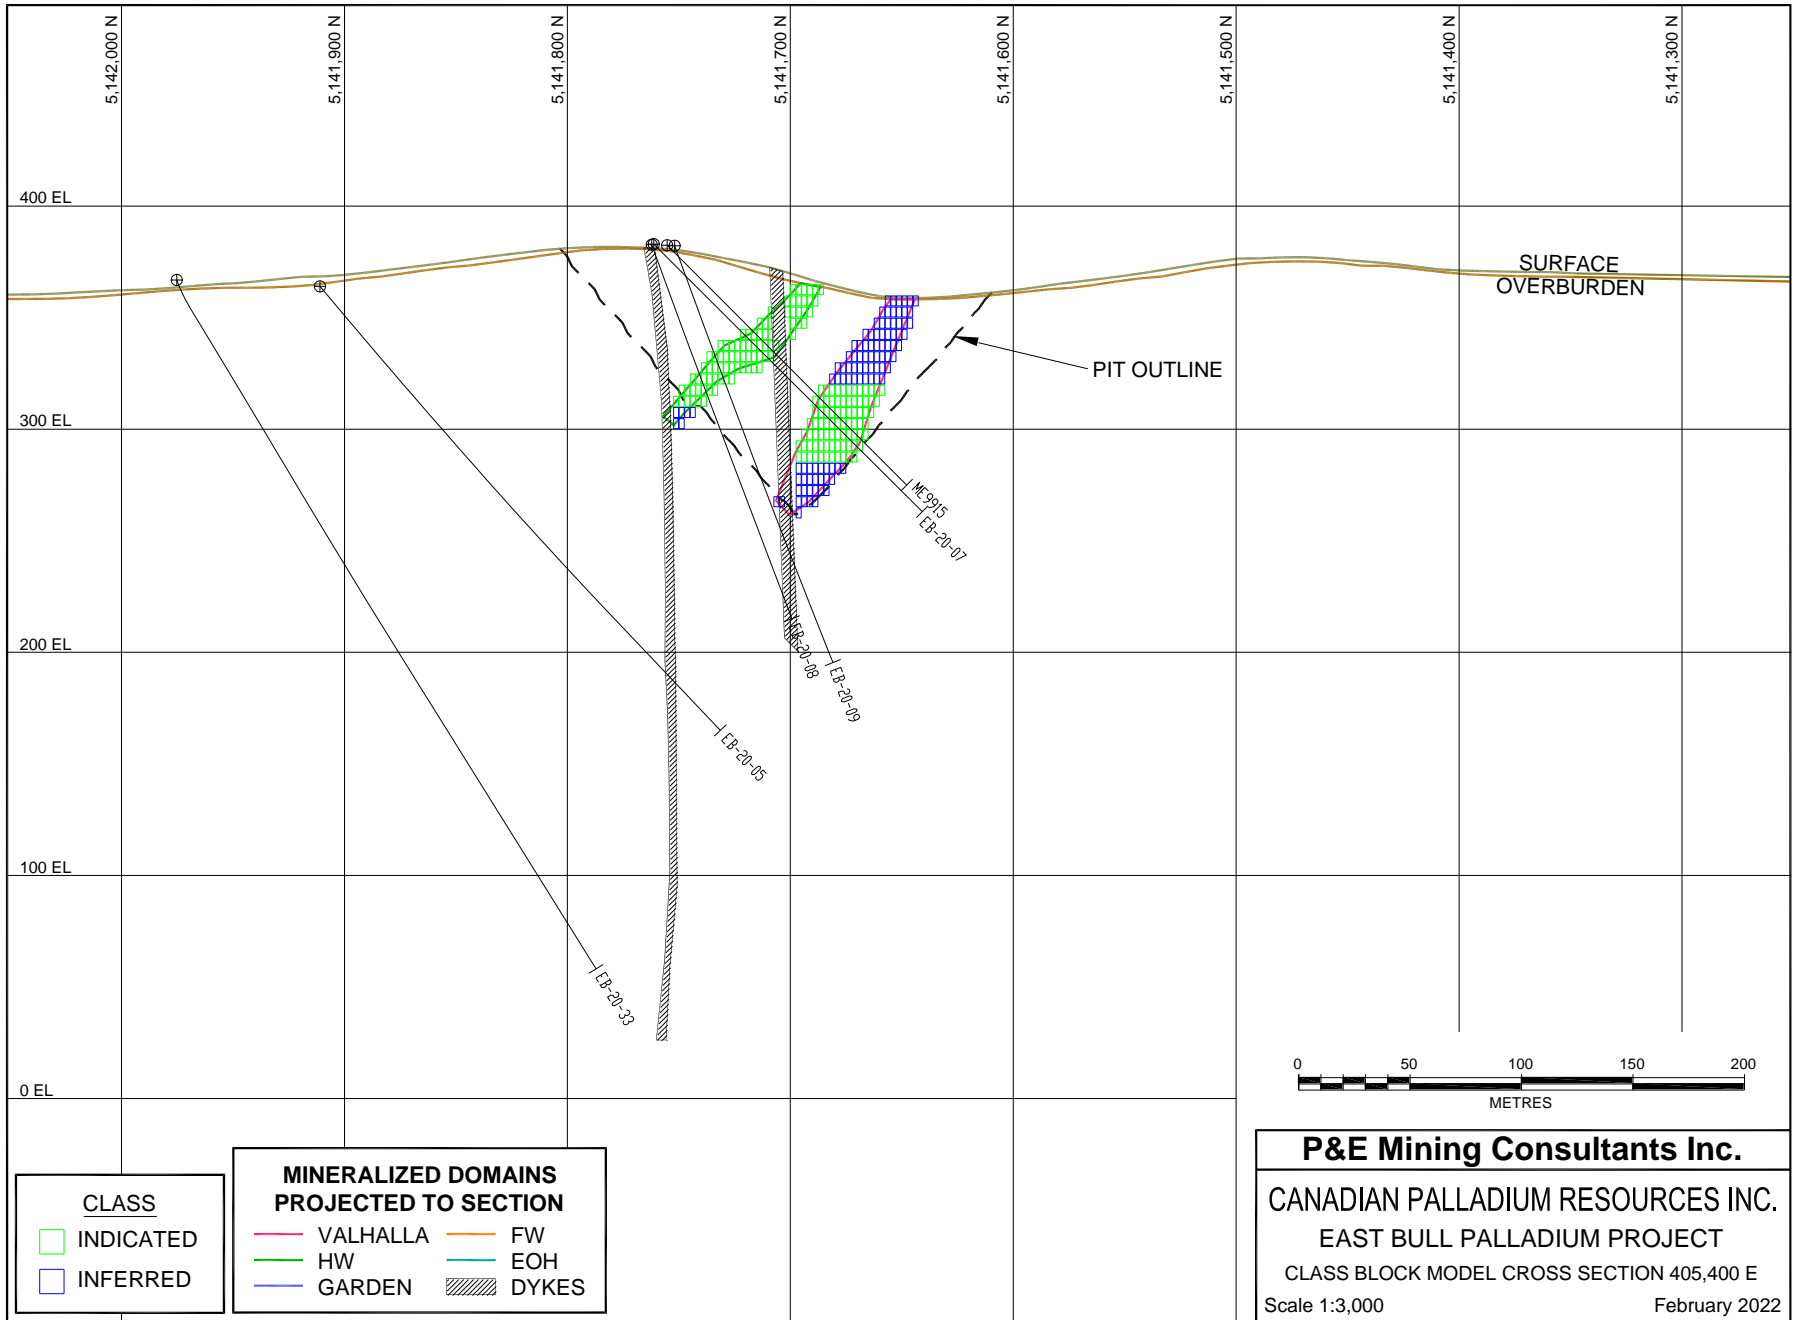 5,142,000 N
5,141,900 N
5,141,800 N
5,141,700 N
5,141,600 N
5,141,500 N
5,141,400 N
5,141,300 N
400 EL
SURFACE
OVERBURDEN
PIT OUTLINE
300 EL
ME9915
EB-20-07
200 EL
EB-20-08
EB-20-09
EB-20-05
100 EL
EB-20-33
0 EL
0 50 100 150 200
METRES
CLASS
INDICATED
INFERRED
MINERALIZED DOMAINS
PROJECTED TO SECTION
VALHALLA FW
HW EOH
GARDEN DYKES
P&E Mining Consultants Inc.
CANADIAN PALLADIUM RESOURCES INC.
EAST BULL PALLADIUM PROJECT
CLASS BLOCK MODEL CROSS SECTION 405,400 E
Scale 1:3,000 February 2022